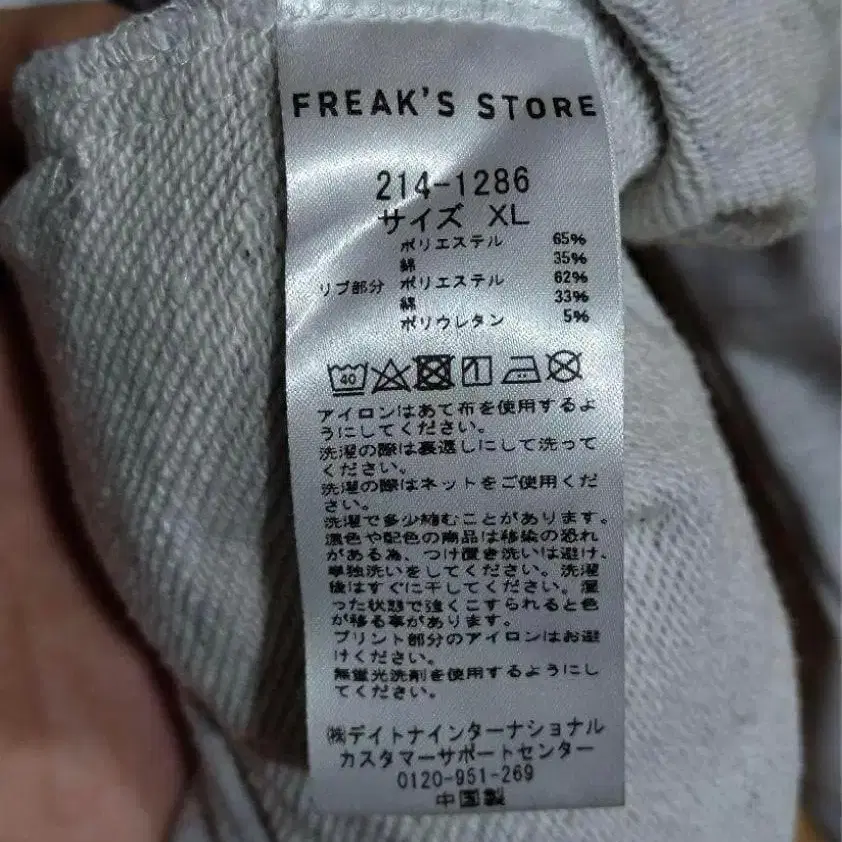 FREAK'S STORE
214-1286
サイズ XL
ポリエステル 65%
綿 35%
リブ部分 ポリエステル 62%
綿 33%
ポリウレタン 5%
40
アイロンはあて布を使用するよ
うにしてください。
洗濯の際は裏返しにして洗って
ください。
洗濯の際はネットをご使用くだ
さい。
洗濯で多少縮むことがあります。
濃色や配色の商品は移染の恐れ
がある為、つけ置き洗いは避け、
単独洗いをしてください。洗濯
後はすぐに干してください。湿
った状態で強くこすられると色
が移る事があります。
プリント部分のアイロンはお避
けください。
無蛍光洗剤を使用するようにし
てください。
㈱デイトナインターナショナル
カスタマーサポートセンター
0120-951-269
中国製